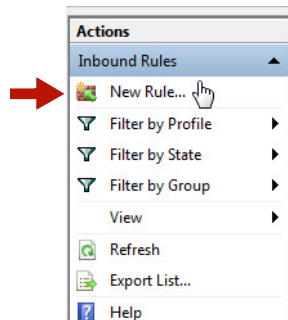 Actions
Inbound Rules
New Rule...
Filter by Profile
Filter by State
Filter by Group
View
Refresh
Export List...
Help